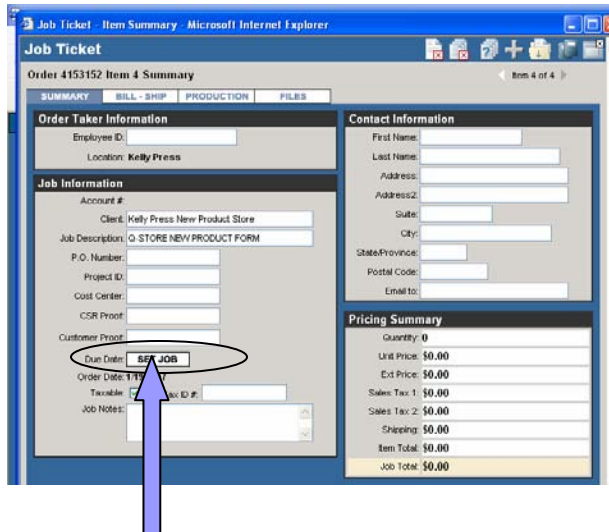 Job Ticket - Item Summary - Microsoft Internet Explorer
Job Ticket
Order 4153152 Item 4 Summary
Item 4 of 4
SUMMARY BILL - SHIP PRODUCTION FILES
Order Taker Information
Employee ID:
Location: Kelly Press
Job Information
Account #:
Client: Kelly Press New Product Store
Job Description: Q-STORE NEW PRODUCT FORM
P.O. Number:
Project ID:
Cost Center:
CSR Proof:
Customer Proof:
Due Date: JOB
Order Date:
Taxable: ID #:
Job Notes:
Contact Information
First Name:
Last Name:
Address:
Address2:
Suite:
City:
State/Province:
Postal Code:
Email to:
Pricing Summary
Quantity: 0
Unit Price: $0.00
Ext Price: $0.00
Sales Tax 1: $0.00
Sales Tax 2: $0.00
Shipping: $0.00
Item Total: $0.00
Job Total: $0.00